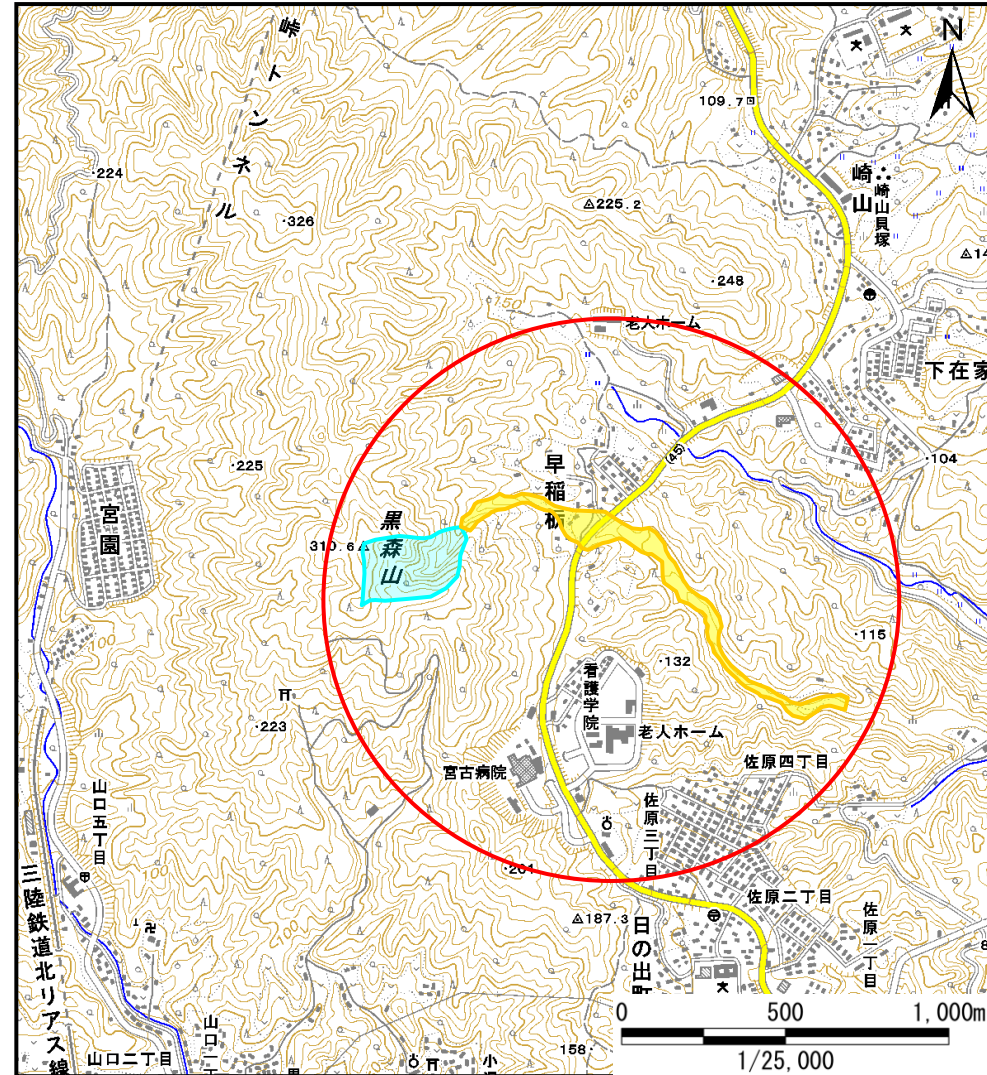 峠トンネル
N
109.7
224
崎山
崎山貝塚
326
225.2
248
老人ホーム
下在家
150
150
(45)
早稲栃
104
225
宮園
黒森山
310.6
100
115
132
看護学院
223
老人ホーム
宮古病院
佐原四丁目
佐原三丁目
山口五丁目
201
佐原二丁目
187.3
佐原一丁目
三陸鉄道北リアス線
日の出町
100
山口二丁目
158
0 500 1,000m
1/25,000